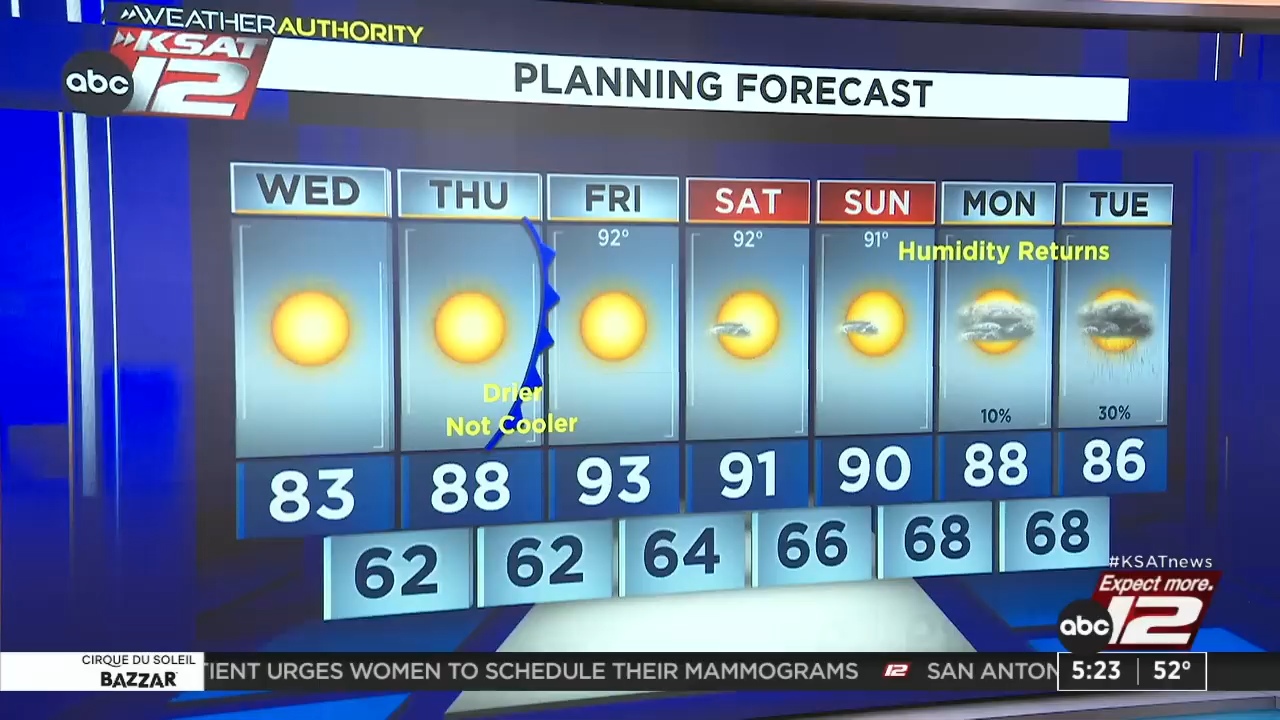 »WEATHERAUTHORITY
»KSAT
abc 12
PLANNING FORECAST
WED THU FRI SAT SUN MON TUE
92° 92° 91°
Humidity Returns
Drier
Not Cooler
10% 30%
83 88 93 91 90 88 86
62 62 64 66 68 68
#KSATnews
Expect more.
abc 12
CIRQUE DU SOLEIL
BAZZAR
TIENT URGES WOMEN TO SCHEDULE THEIR MAMMOGRAMS 12 SAN ANTON
5:23 52°